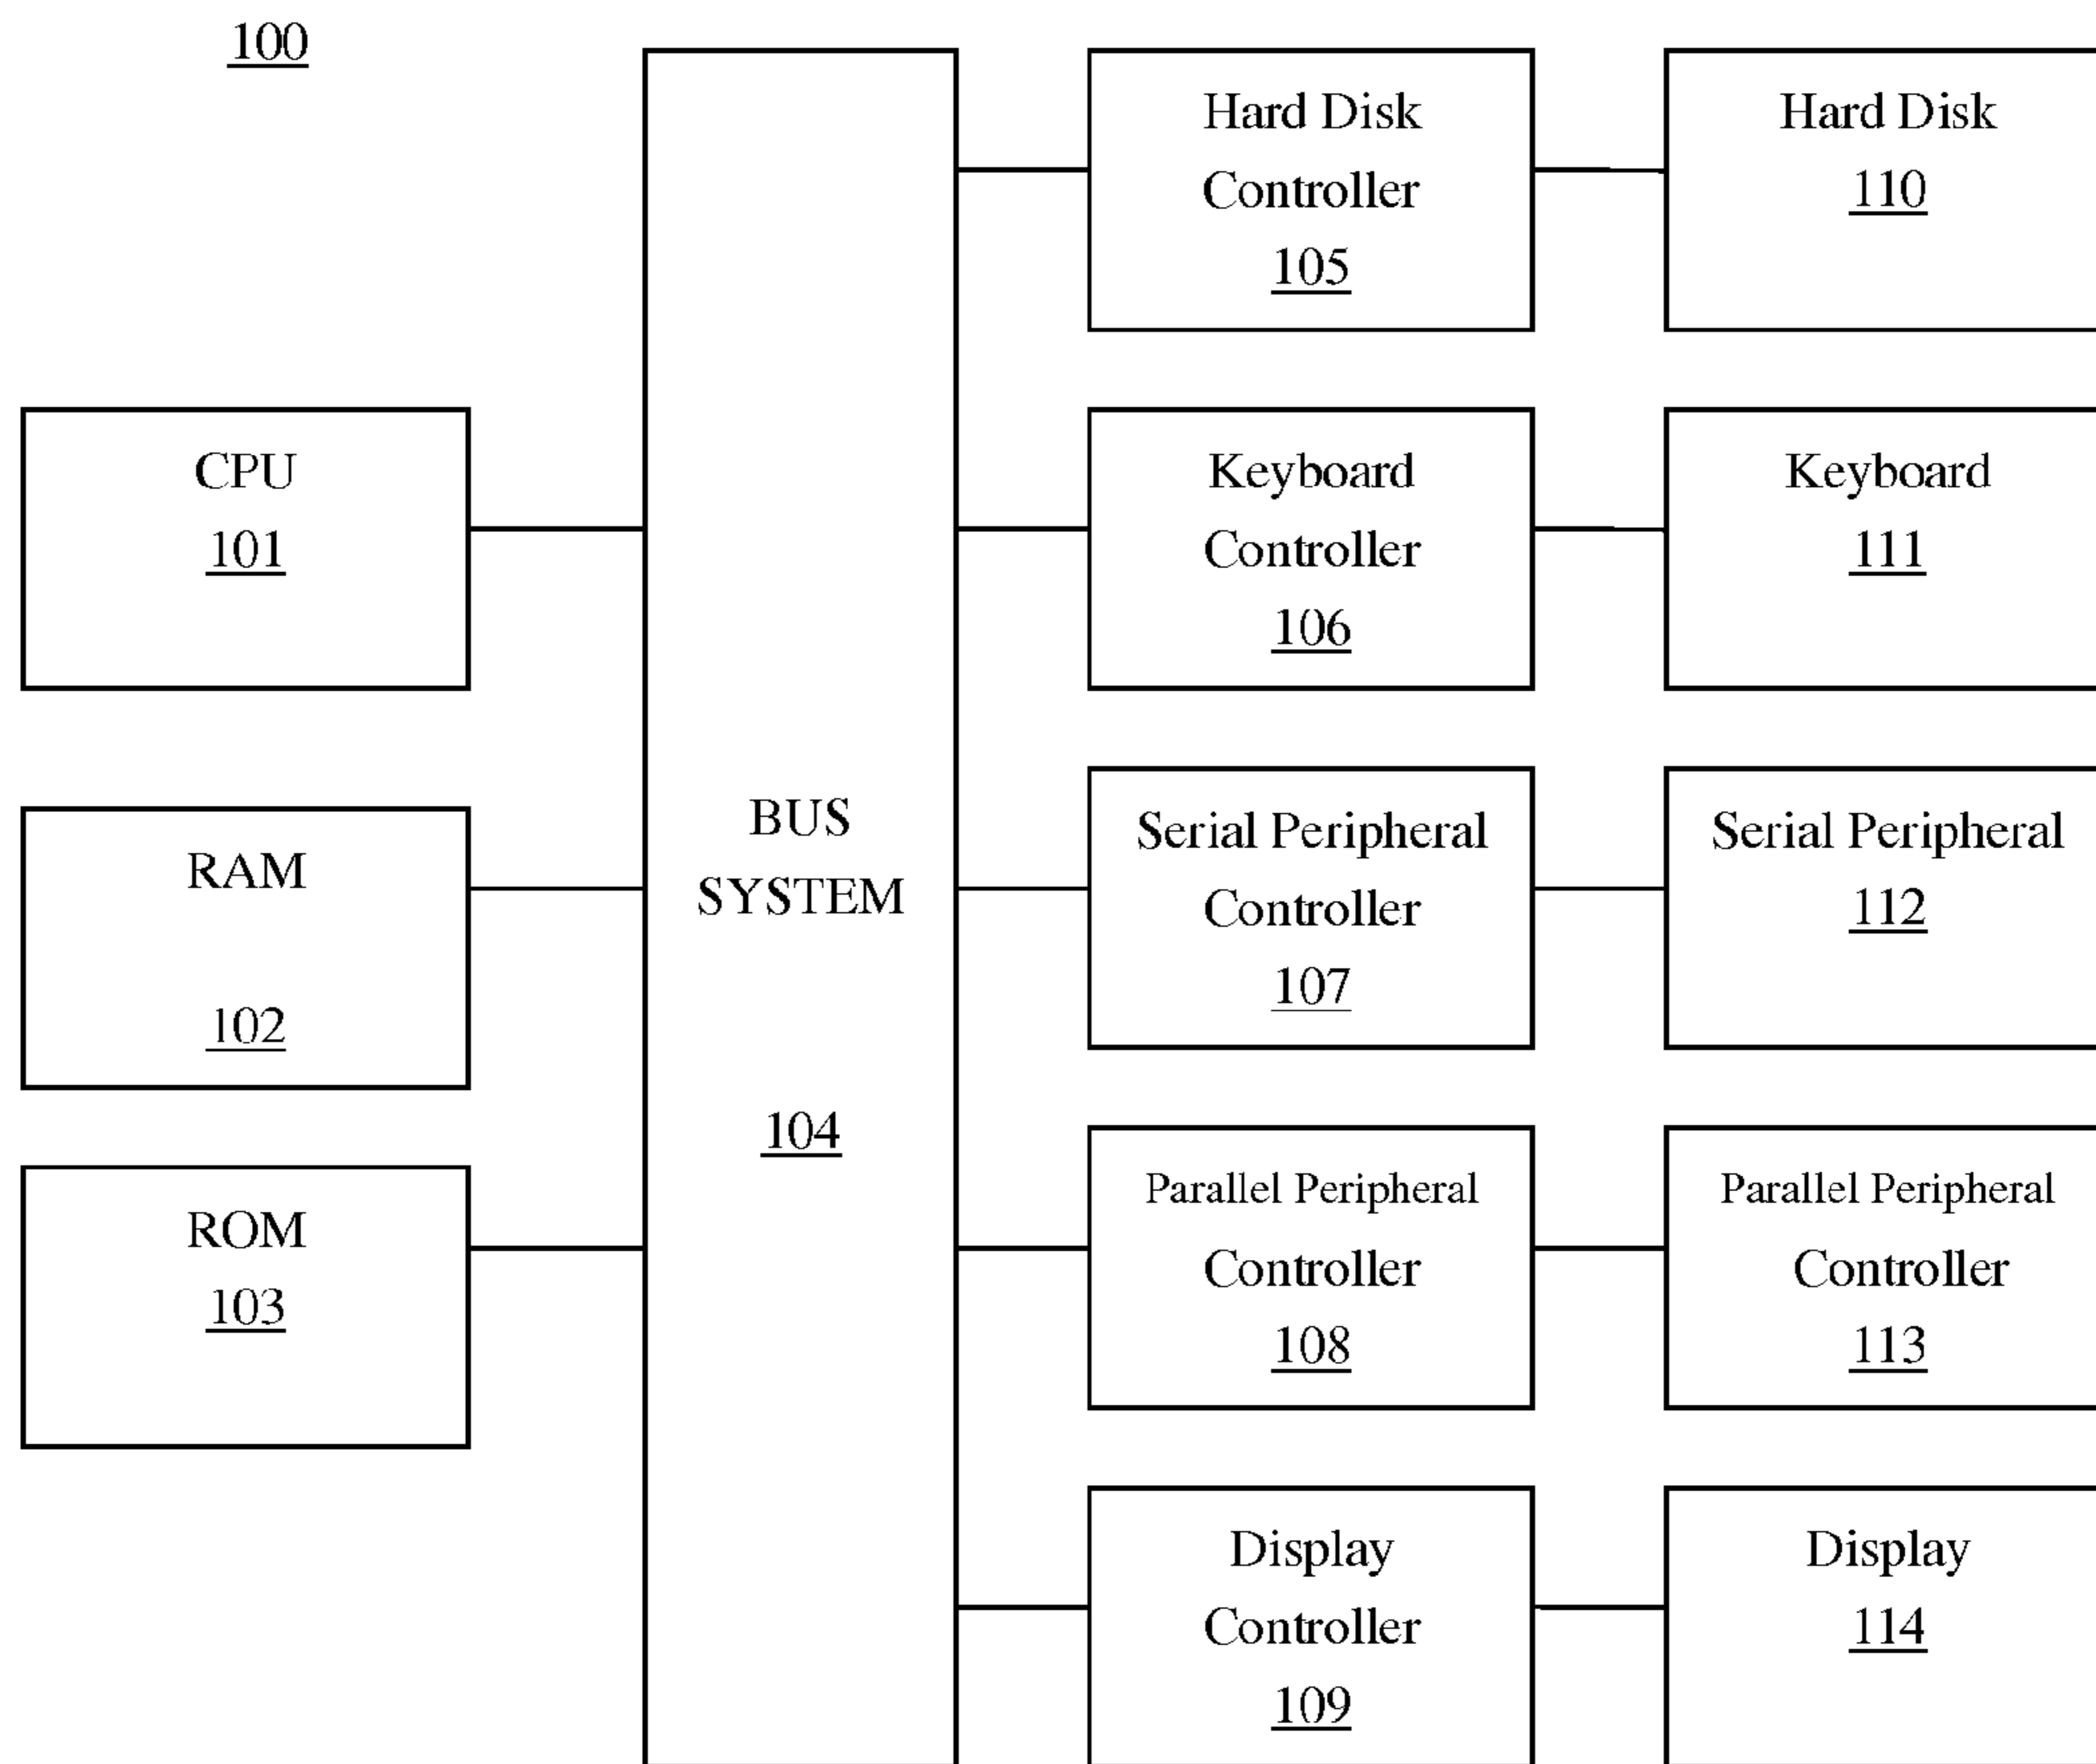 100
CPU
101
RAM
102
ROM
103
BUS
SYSTEM
104
Hard Disk
Controller
105
Keyboard
Controller
106
Serial Peripheral
Controller
107
Parallel Peripheral
Controller
108
Display
Controller
109
Hard Disk
110
Keyboard
111
Serial Peripheral
112
Parallel Peripheral
Controller
113
Display
114